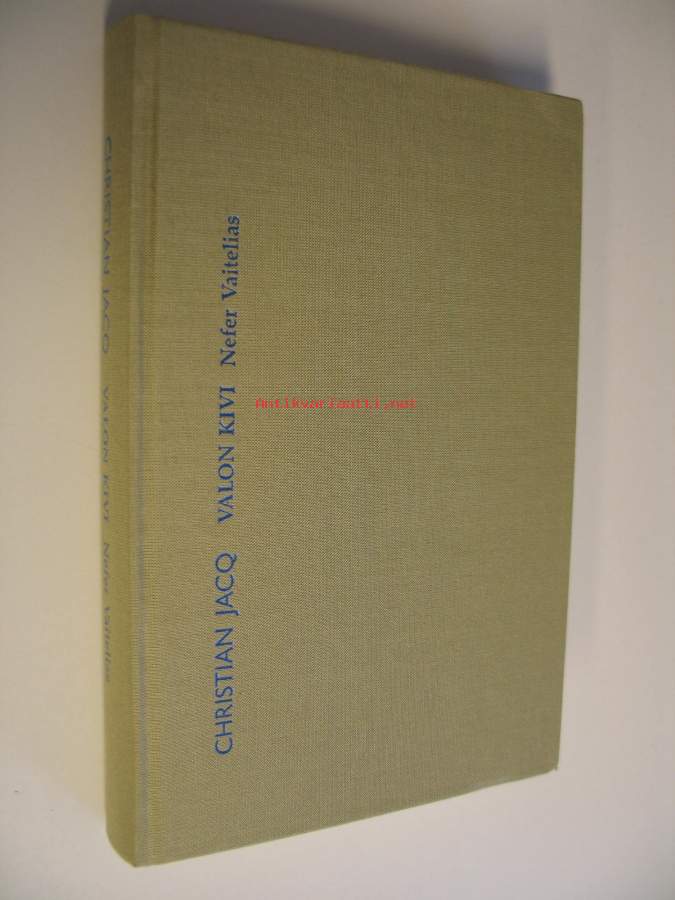 CHRISTIAN JACQ VALON KIVI Nefer Vaitelias
CHRISTIAN JACQ VALON KIVI Nefer Vaitelias
Antikvariaatti.net